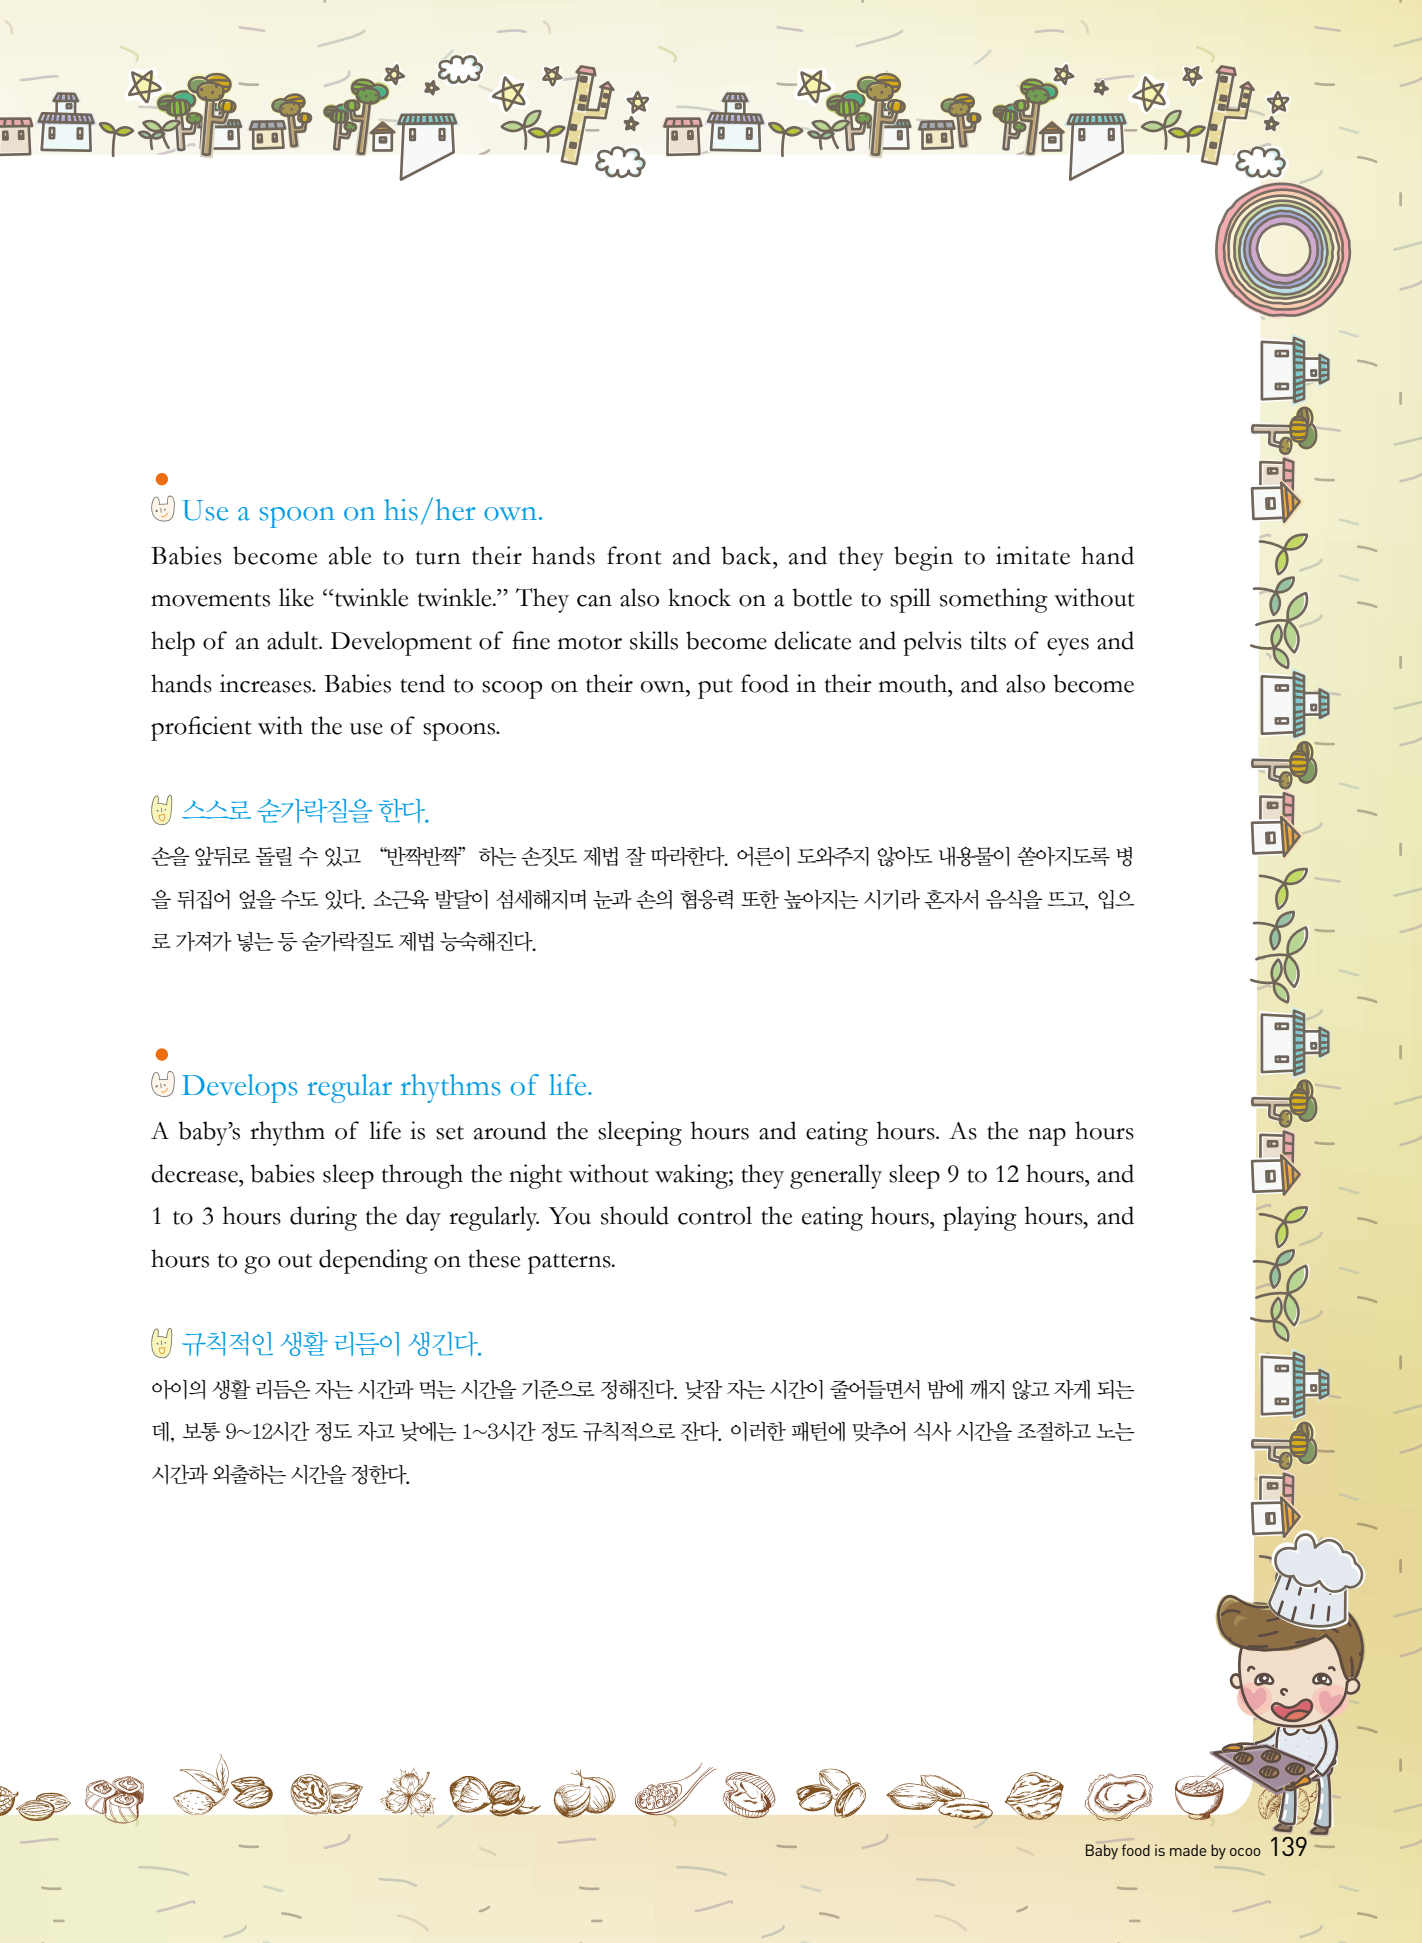 Use a spoon on his/her own.
Babies become able to turn their hands front and back, and they begin to imitate hand
movements like “twinkle twinkle.” They can also knock on a bottle to spill something without
help of an adult. Development of fine motor skills become delicate and pelvis tilts of eyes and
hands increases. Babies tend to scoop on their own, put food in their mouth, and also become
proficient with the use of spoons.
스스로 숟가락질을 한다.
손을 앞뒤로 돌릴 수 있고 “반짝반짝” 하는 손짓도 제법 잘 따라한다. 어른이 도와주지 않아도 내용물이 쏟아지도록 병
을 뒤집어 엎을 수도 있다. 소근육 발달이 섬세해지며 눈과 손의 협응력 또한 높아지는 시기라 혼자서 음식을 뜨고, 입으
로 가져가 넣는 등 숟가락질도 제법 능숙해진다.
Develops regular rhythms of life.
A baby’s rhythm of life is set around the sleeping hours and eating hours. As the nap hours
decrease, babies sleep through the night without waking; they generally sleep 9 to 12 hours, and
1 to 3 hours during the day regularly. You should control the eating hours, playing hours, and
hours to go out depending on these patterns.
규칙적인 생활 리듬이 생긴다.
아이의 생활 리듬은 자는 시간과 먹는 시간을 기준으로 정해진다. 낮잠 자는 시간이 줄어들면서 밤에 깨지 않고 자게 되는
데, 보통 9~12시간 정도 자고 낮에는 1~3시간 정도 규칙적으로 잔다. 이러한 패턴에 맞추어 식사 시간을 조절하고 노는
시간과 외출하는 시간을 정한다.
Baby food is made by ocoo 139